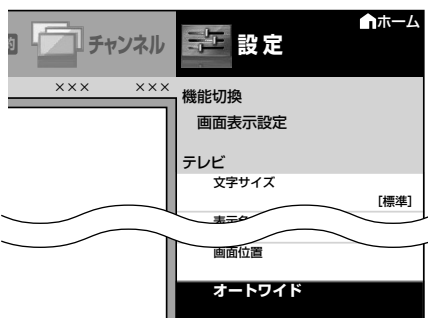 ホーム
チャンネル
設定
××× ×××
機能切換
画面表示設定
テレビ
文字サイズ
[標準]
画面位置
オートワイド